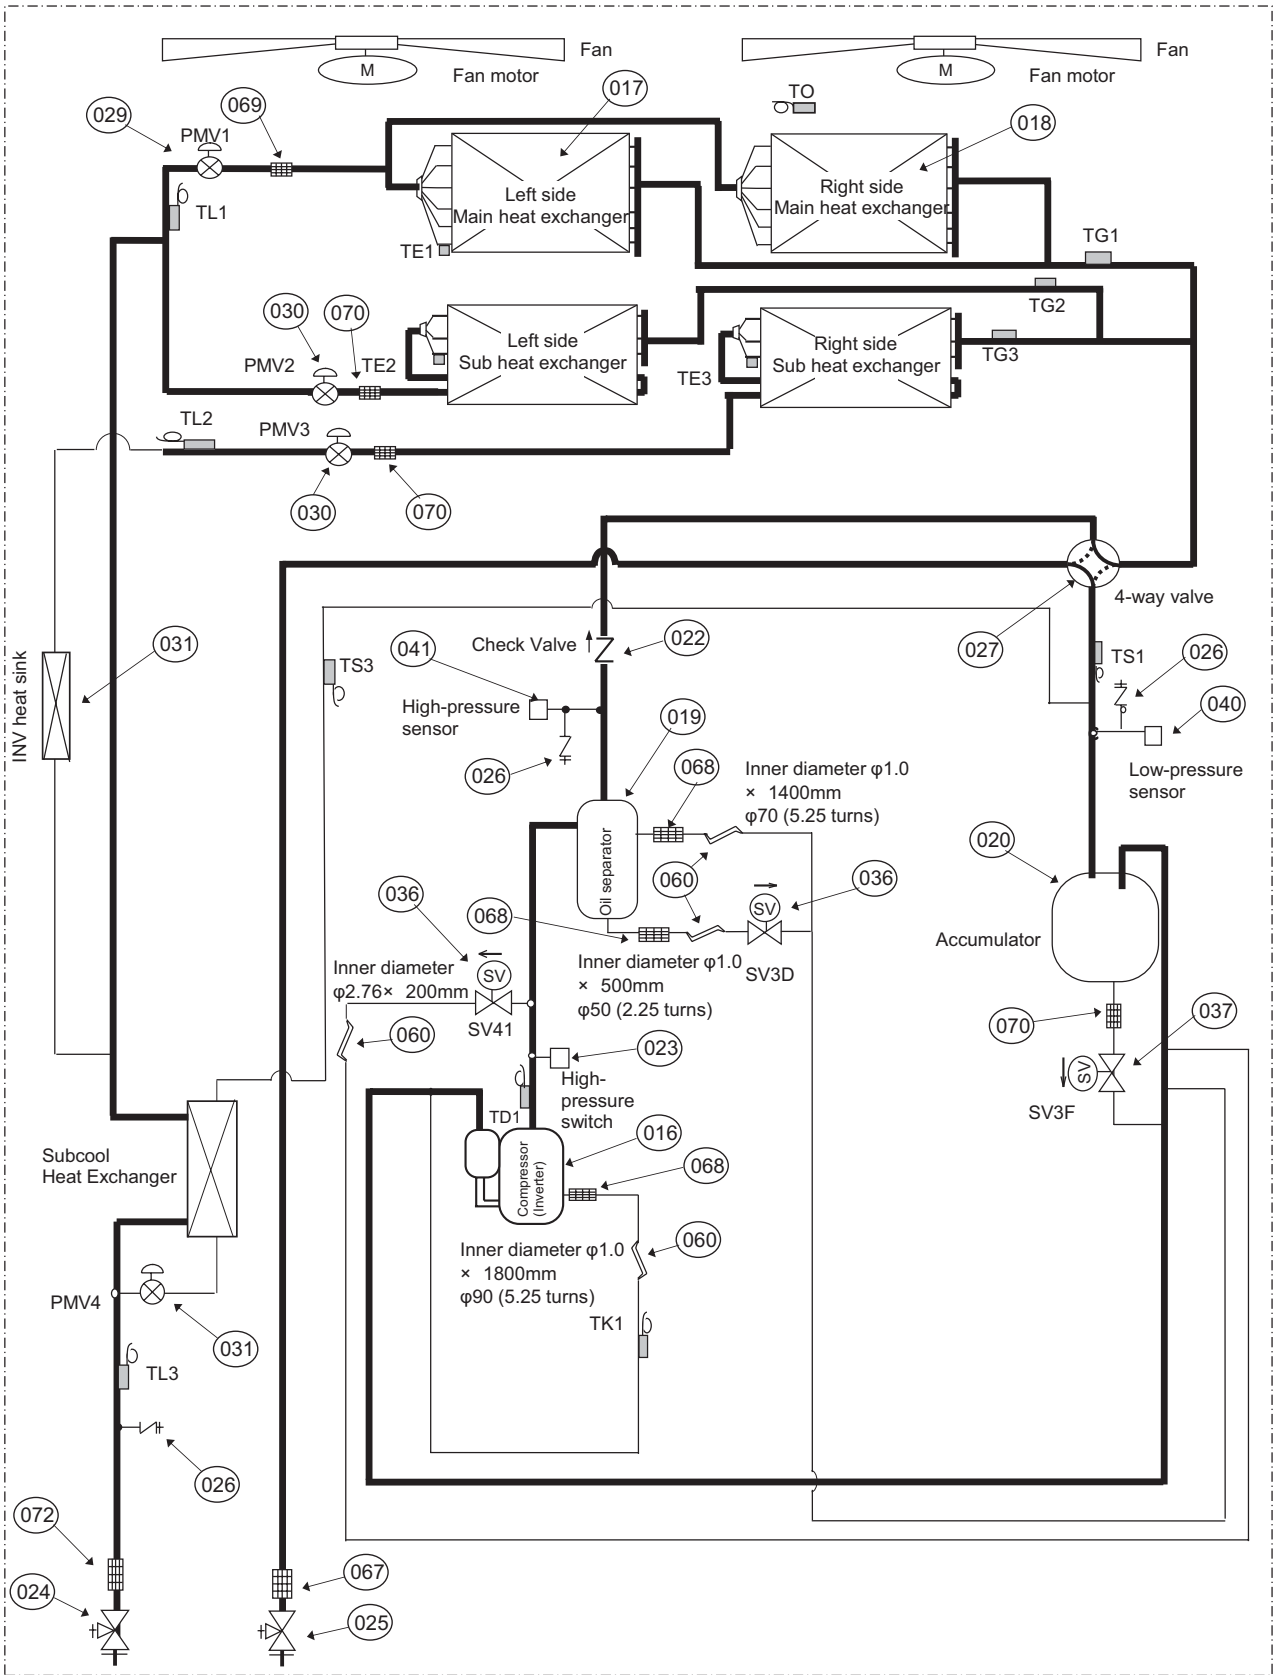 Fan
Fan
M
Fan motor
M
Fan motor
017
TO
069
029
018
PMV1
Left side
Main heat exchanger
Right side
Main heat exchanger
TL1
TE1
TG1
TG2
030
070
Left side
Sub heat exchanger
Right side
Sub heat exchanger
TG3
PMV2
TE2
TE3
TL2
PMV3
030
070
4-way valve
027
031
INV heat sink
TS3
041
Check Valve
022
TS1
026
High-pressure
sensor
019
040
026
068
Inner diameter φ1.0
× 1400mm
φ70 (5.25 turns)
Low-pressure
sensor
020
Oil separator
060
036
SV
036
068
Accumulator
Inner diameter
φ2.76× 200mm
SV
Inner diameter φ1.0
× 500mm
φ50 (2.25 turns)
SV3D
SV41
060
070
037
023
High-
pressure
switch
SV
SV3F
TD1
016
Subcool
Heat Exchanger
Compressor
(Inverter)
068
Inner diameter φ1.0
× 1800mm
φ90 (5.25 turns)
060
PMV4
031
TK1
TL3
026
072
024
067
025